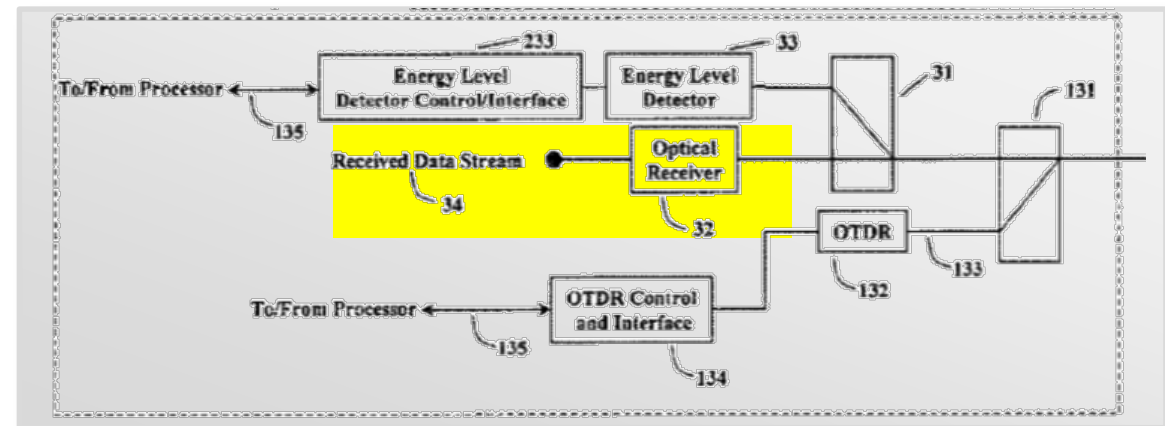 233
33
31
131
To/From Processor
Energy Level
Detector Control/Interface
Energy Level
Detector
135
Received Data Stream
Optical
Receiver
34
32
OTDR
133
132
To/From Processor
OTDR Control
and Interface
135
134